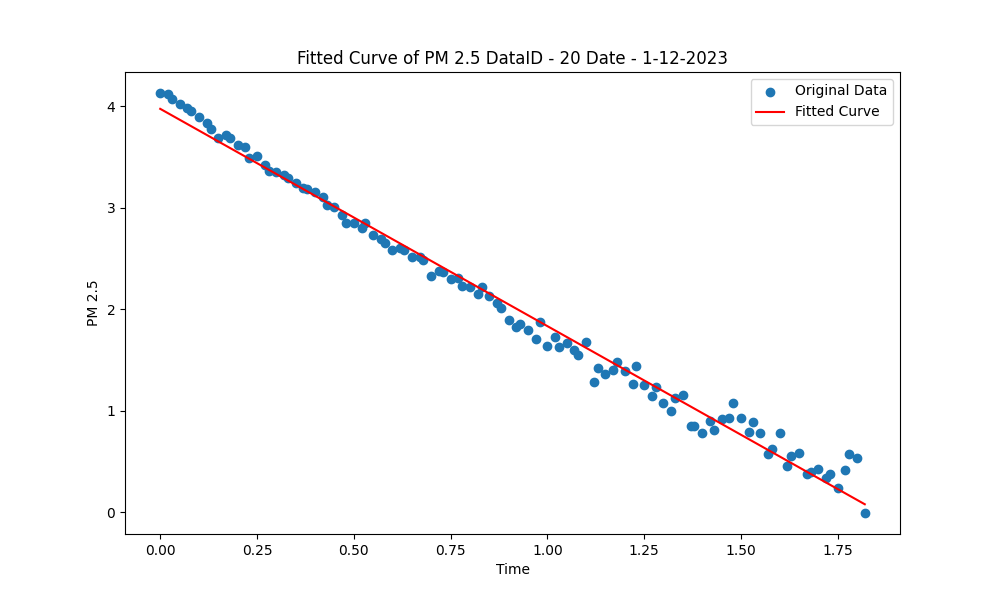 Fitted Curve of PM 2.5 DataID - 20 Date - 1-12-2023
Original Data
Fitted Curve
4
3
2
1
0
PM 2.5
0.00 0.25 0.50 0.75 1.00 1.25 1.50 1.75
Time